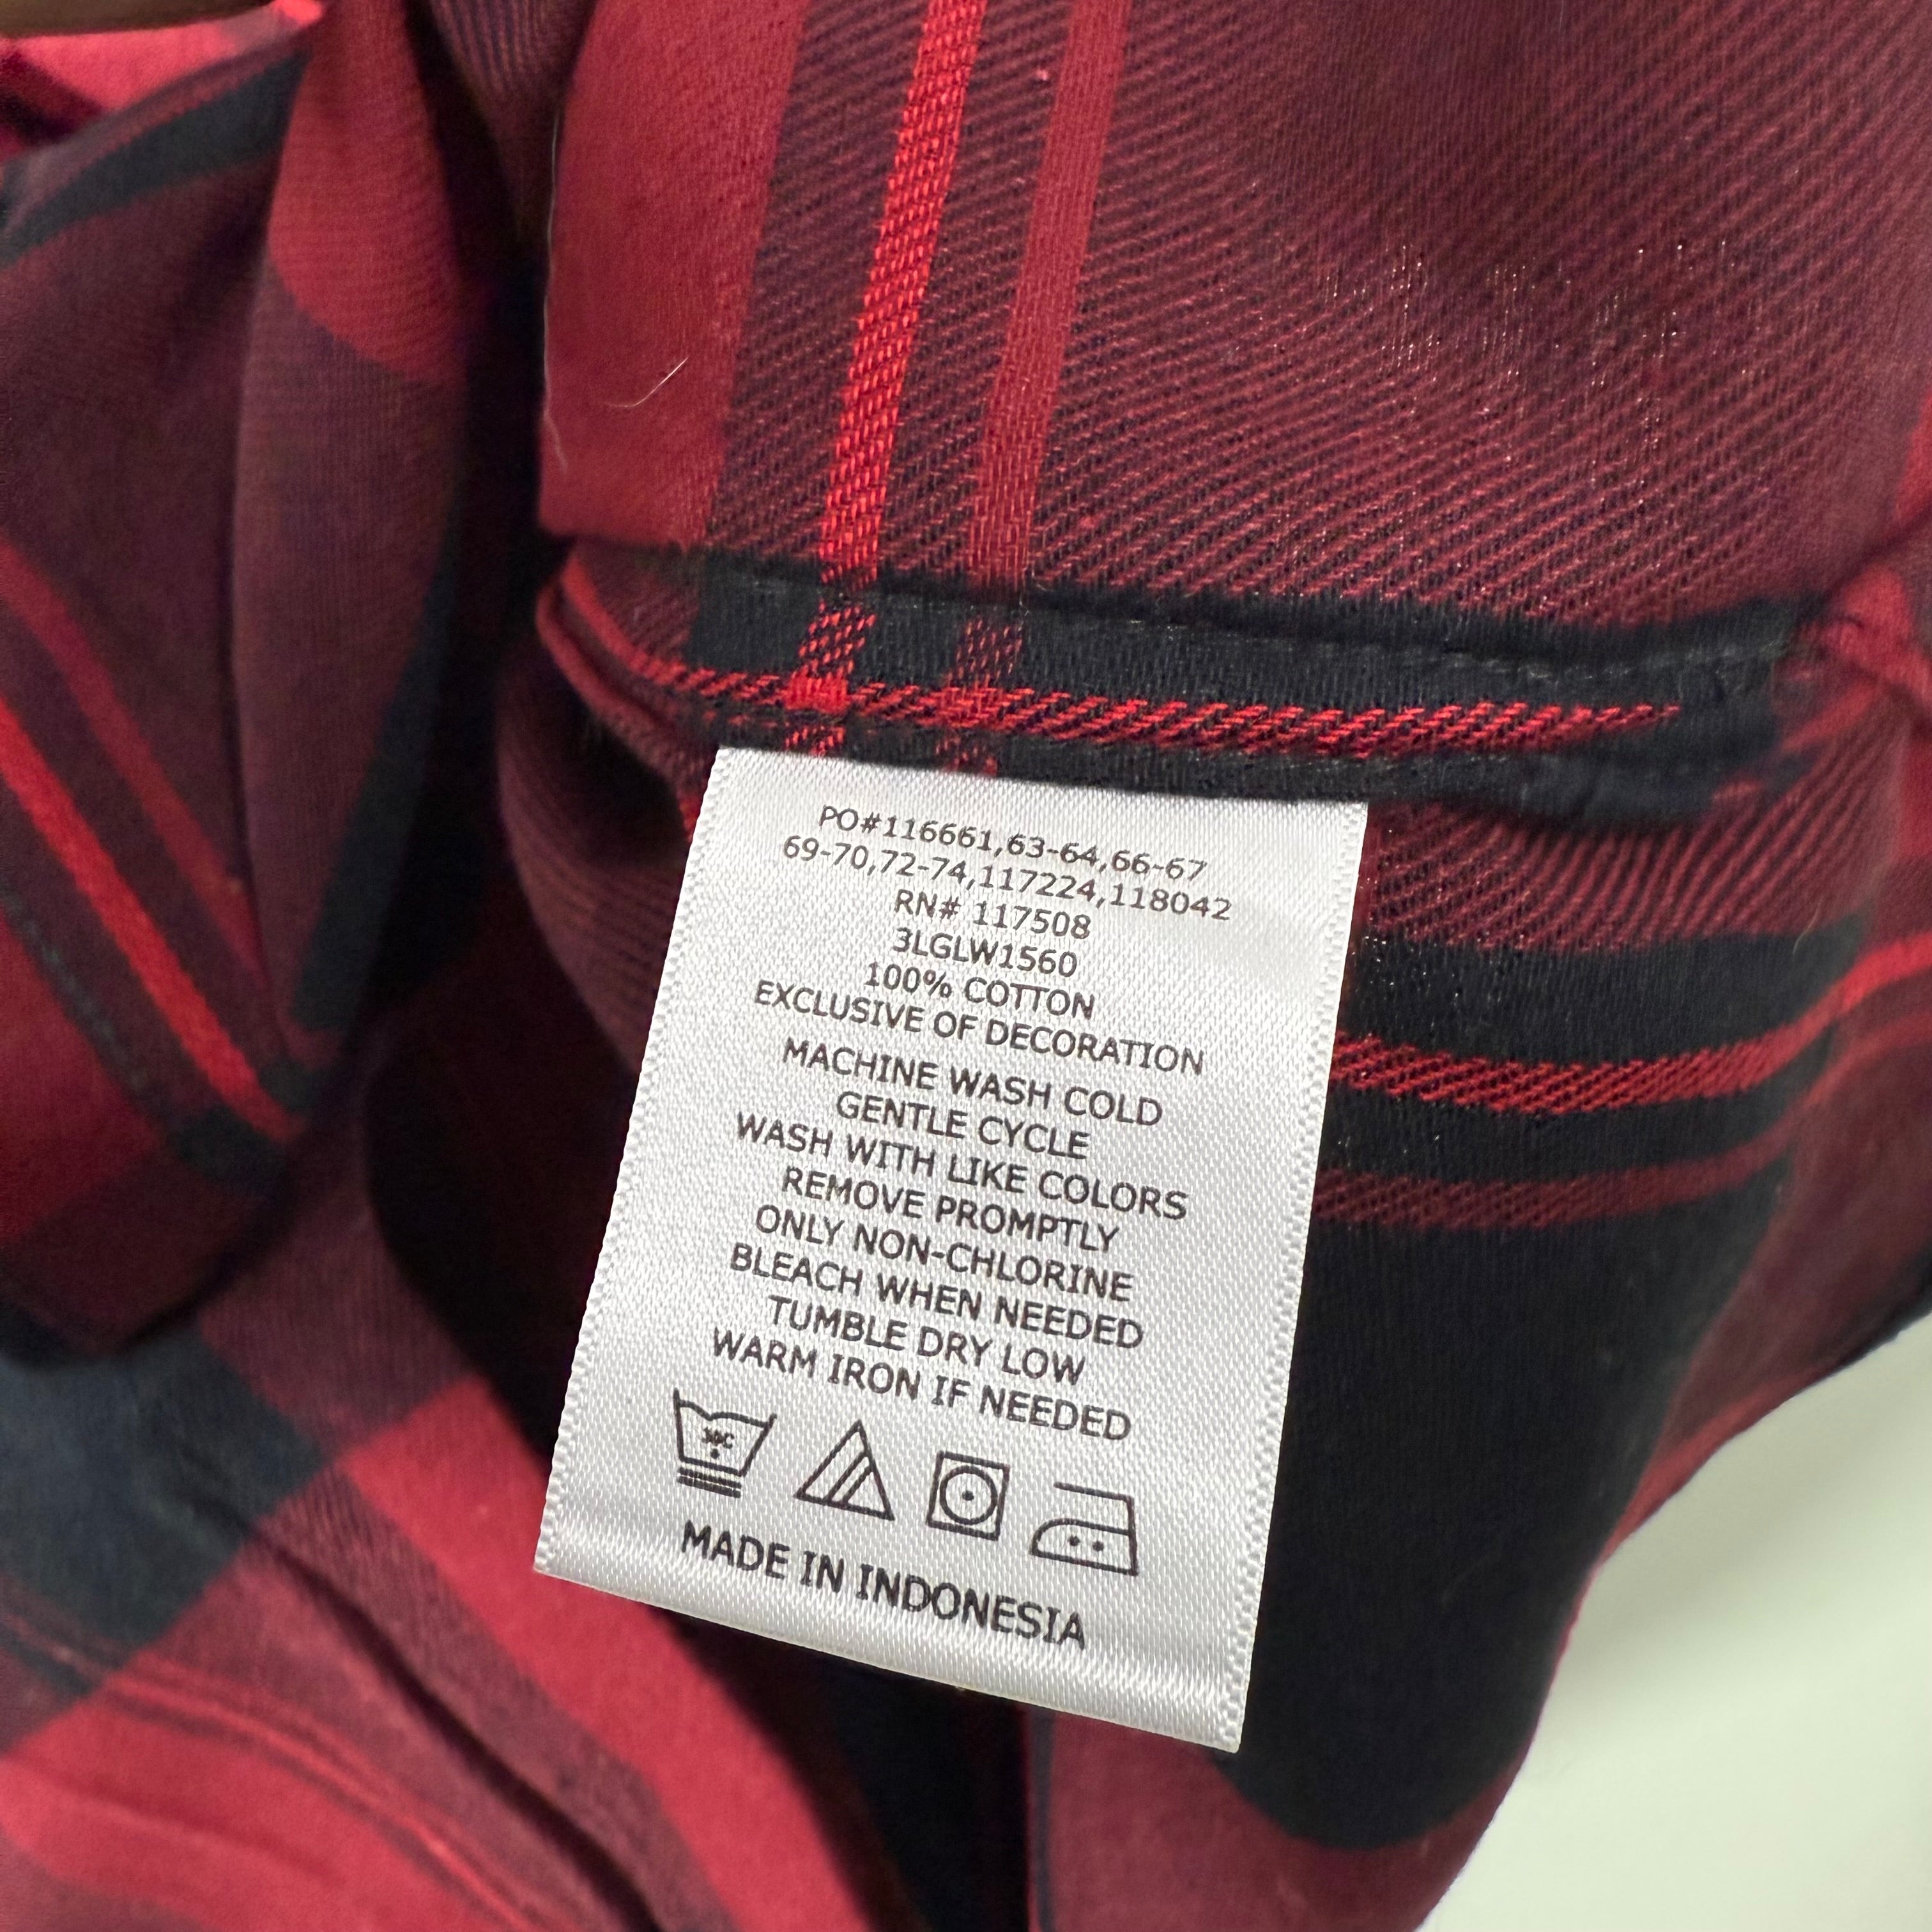 PO#116661,63-64,66-67
69-70,72-74,117224,118042
RN# 117508
3LGLW1560
100% COTTON
EXCLUSIVE OF DECORATION
MACHINE WASH COLD
GENTLE CYCLE
WASH WITH LIKE COLORS
REMOVE PROMPTLY
ONLY NON-CHLORINE
BLEACH WHEN NEEDED
TUMBLE DRY LOW
WARM IRON IF NEEDED
30C
MADE IN INDONESIA